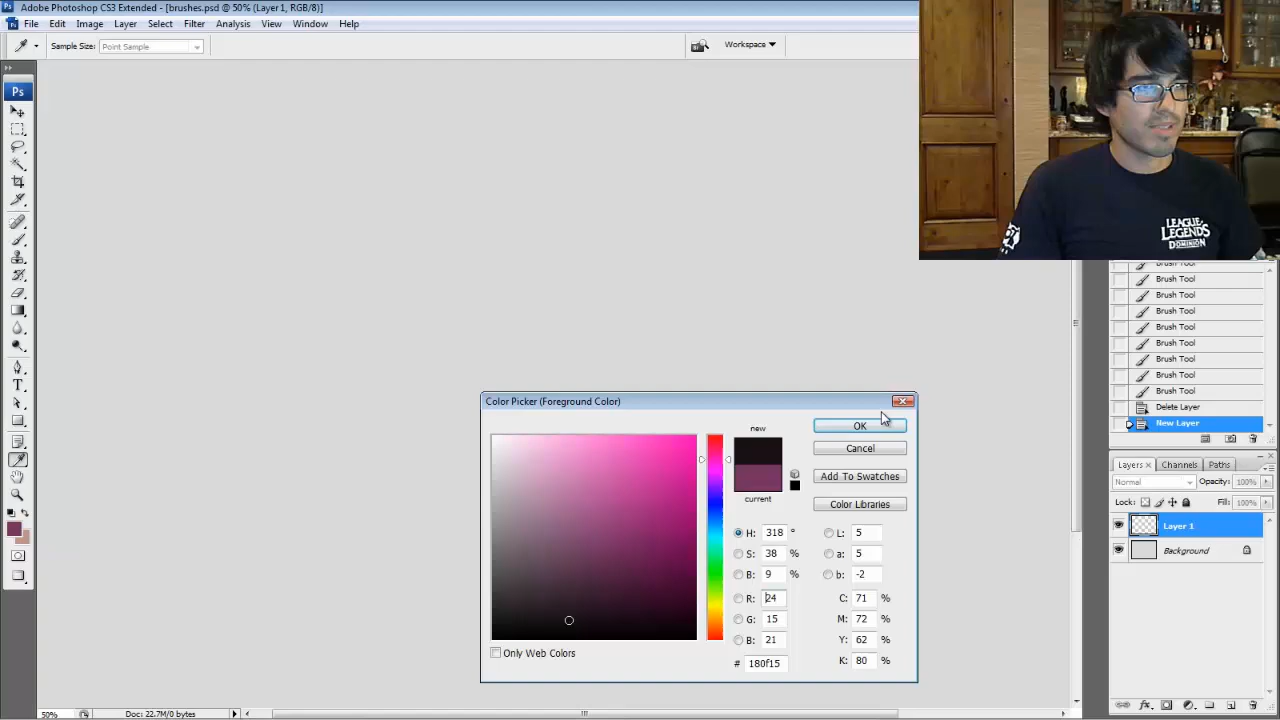 Adobe Photoshop CS3 Extended - [brushes.psd @ 50% (Layer 1, RGB/8)]
File Edit Image Layer Select Filter Analysis View Window Help
Sample Size: Point Sample
Workspace
Ps
LEAGUE
LEGENDS
DOMINION
Brush Tool
Brush Tool
Brush Tool
Brush Tool
Brush Tool
Brush Tool
Brush Tool
Brush Tool
Brush Tool
Delete Layer
New Layer
Color Picker (Foreground Color)
new
current
OK
Cancel
Add To Swatches
Color Libraries
H: 318 ° L: 5
S: 38 % a: 5
B: 9 % b: -2
R: 24 C: 71 %
G: 15 M: 72 %
B: 21 Y: 62 %
# 180f15 K: 80 %
Only Web Colors
Layers Channels Paths
Normal Opacity: 100%
Lock: Fill: 100%
Layer 1
Background
50% Doc: 22.7M/0 bytes